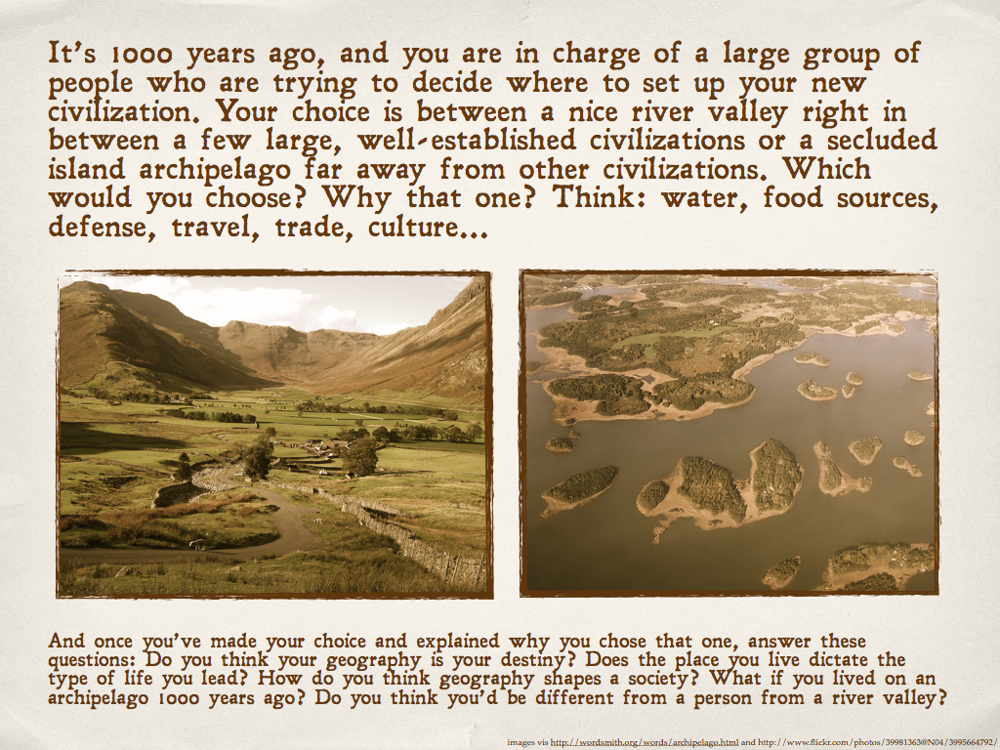 It's 1000 years ago, and you are in charge of a large group of
people who are trying to decide where to set up your new
civilization. Your choice is between a nice river valley right in
between a few large, well-established civilizations or a secluded
island archipelago far away from other civilizations. Which
would you choose? Why that one? Think: water, food sources,
defense, travel, trade, culture...
And once you've made your choice and explained why you chose that one, answer these
questions: Do you think your geography is your destiny? Does the place you live dictate the
type of life you lead? How do you think geography shapes a society? What if you lived on an
archipelago 1000 years ago? Do you think you'd be different from a person from a river valley?
images vis http://wordsmith.org/words/archipelago.html and http://www.flickr.com/photos/39981363@N04/3995664792/